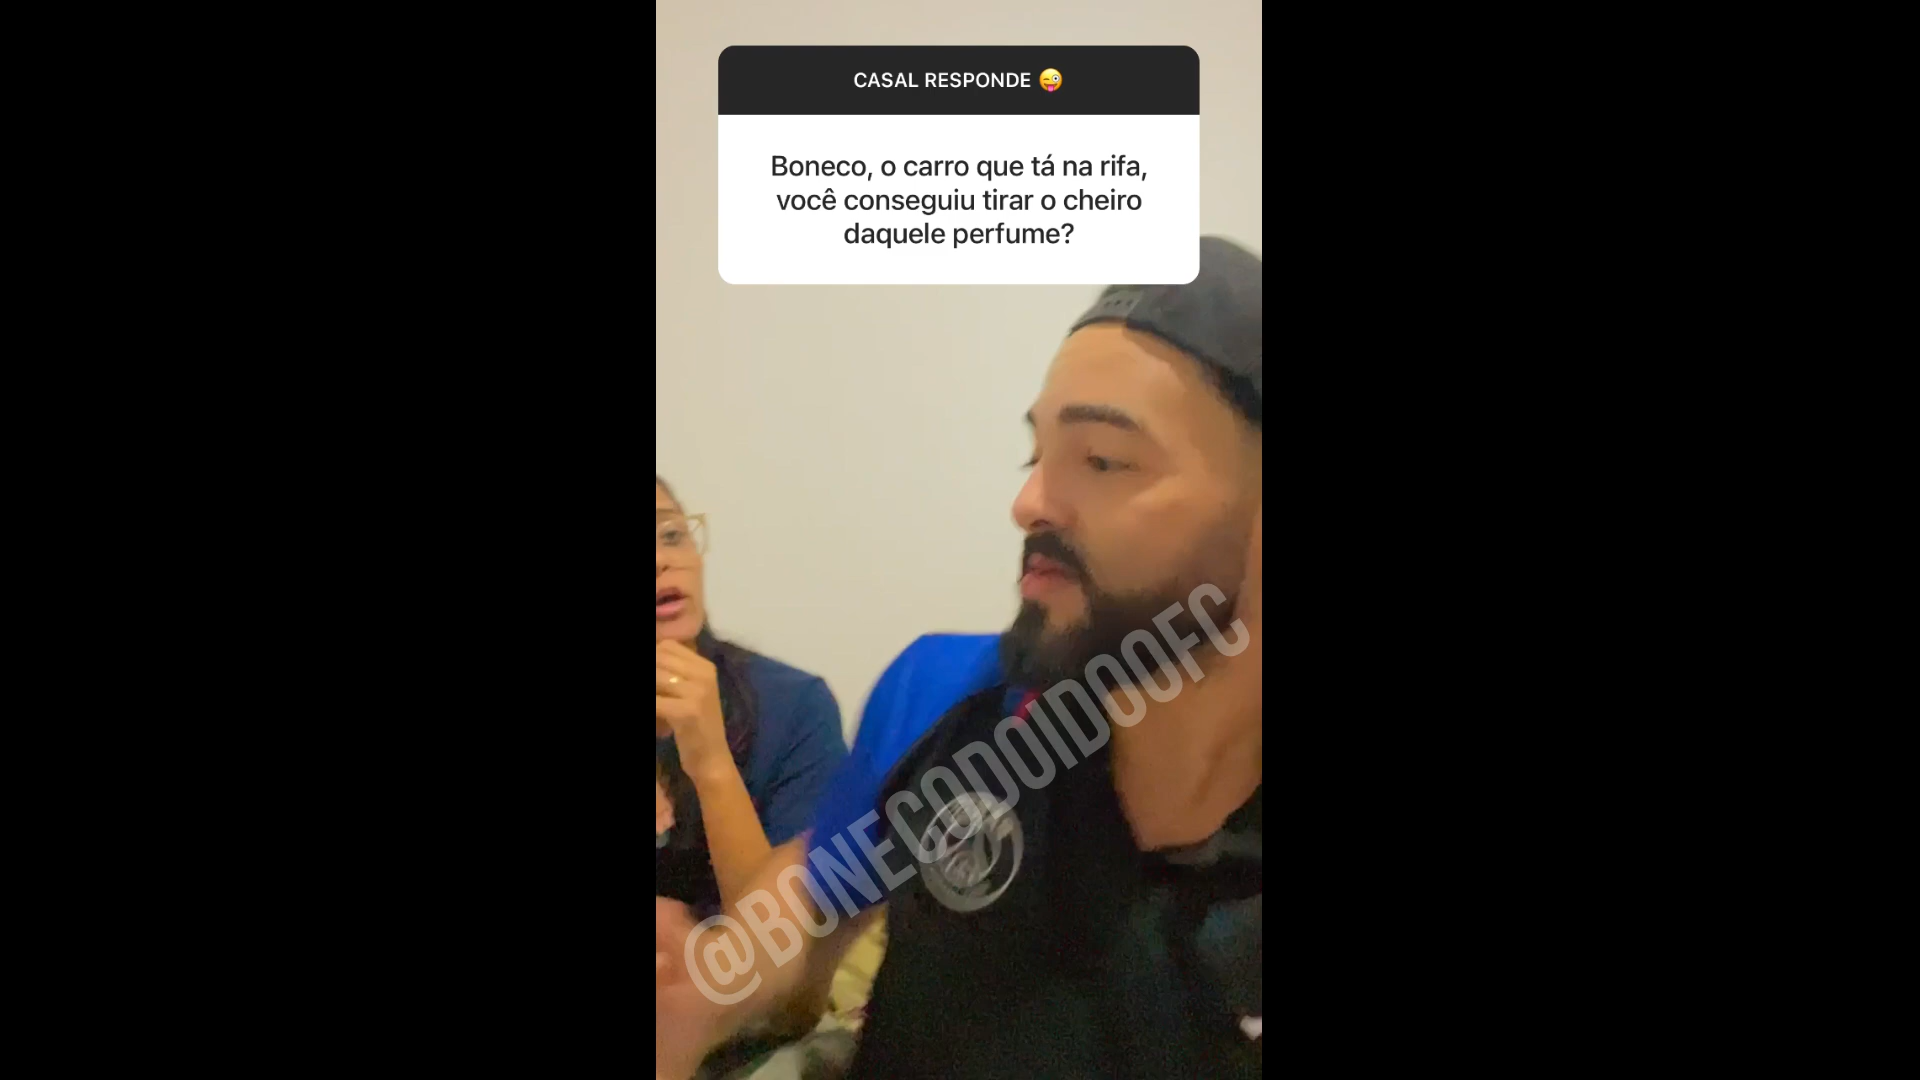 CASAL RESPONDE 😜
Boneco, o carro que tá na rifa,
você conseguiu tirar o cheiro
daquele perfume?
@BONECODOIDOOFC